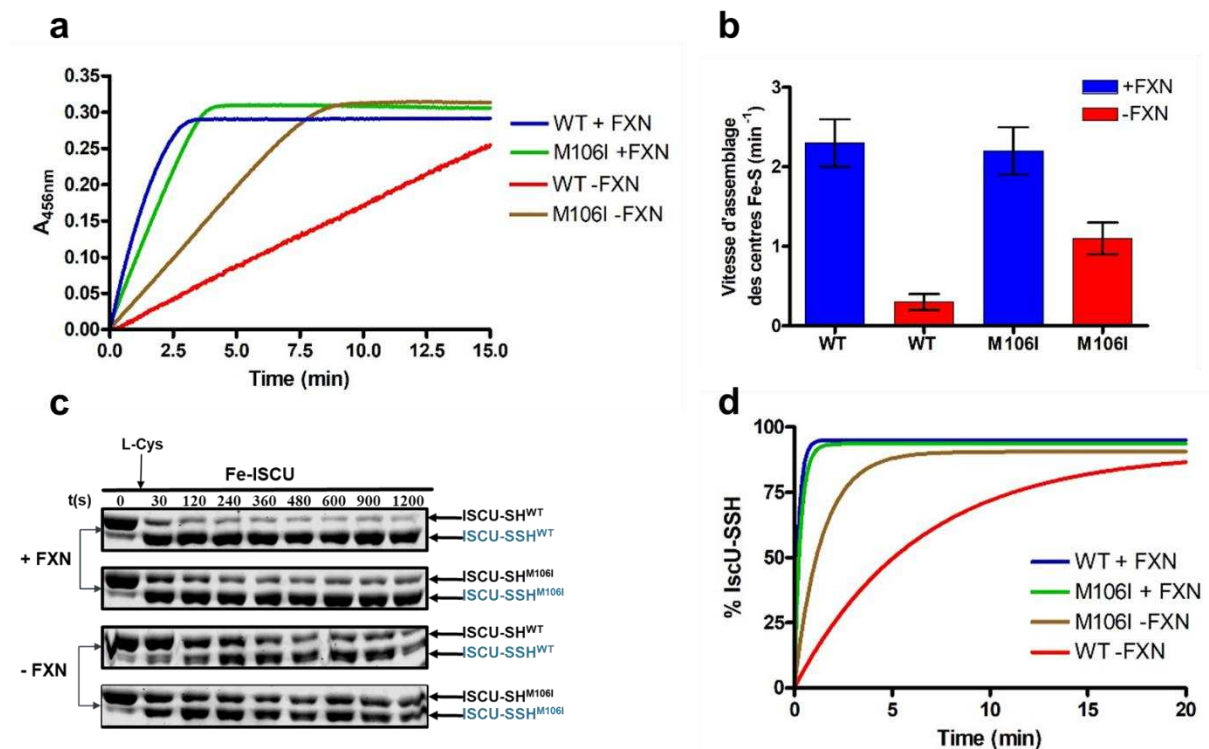 a
0.35
0.30
0.25
0.20
0.15
0.10
0.05
0.00
A456nm
0.0 2.5 5.0 7.5 10.0 12.5 15.0
Time (min)
WT + FXN
M106I +FXN
WT -FXN
M106I -FXN
b
Vitesse d'assemblage
des centres Fe-S (min⁻¹)
2
1
0
3
WT WT M106I M106I
+FXN
-FXN
c
L-Cys
Fe-ISCU
t(s) 0 30 120 240 360 480 600 900 1200
+ FXN
ISCU-SHWT
ISCU-SSHWT
ISCU-SHM106I
ISCU-SSHM106I
- FXN
ISCU-SHWT
ISCU-SSHWT
ISCU-SHM106I
ISCU-SSHM106I
d
100
75
50
25
0
% IscU-SSH
0 5 10 15 20
Time (min)
WT + FXN
M106I + FXN
M106I -FXN
WT -FXN